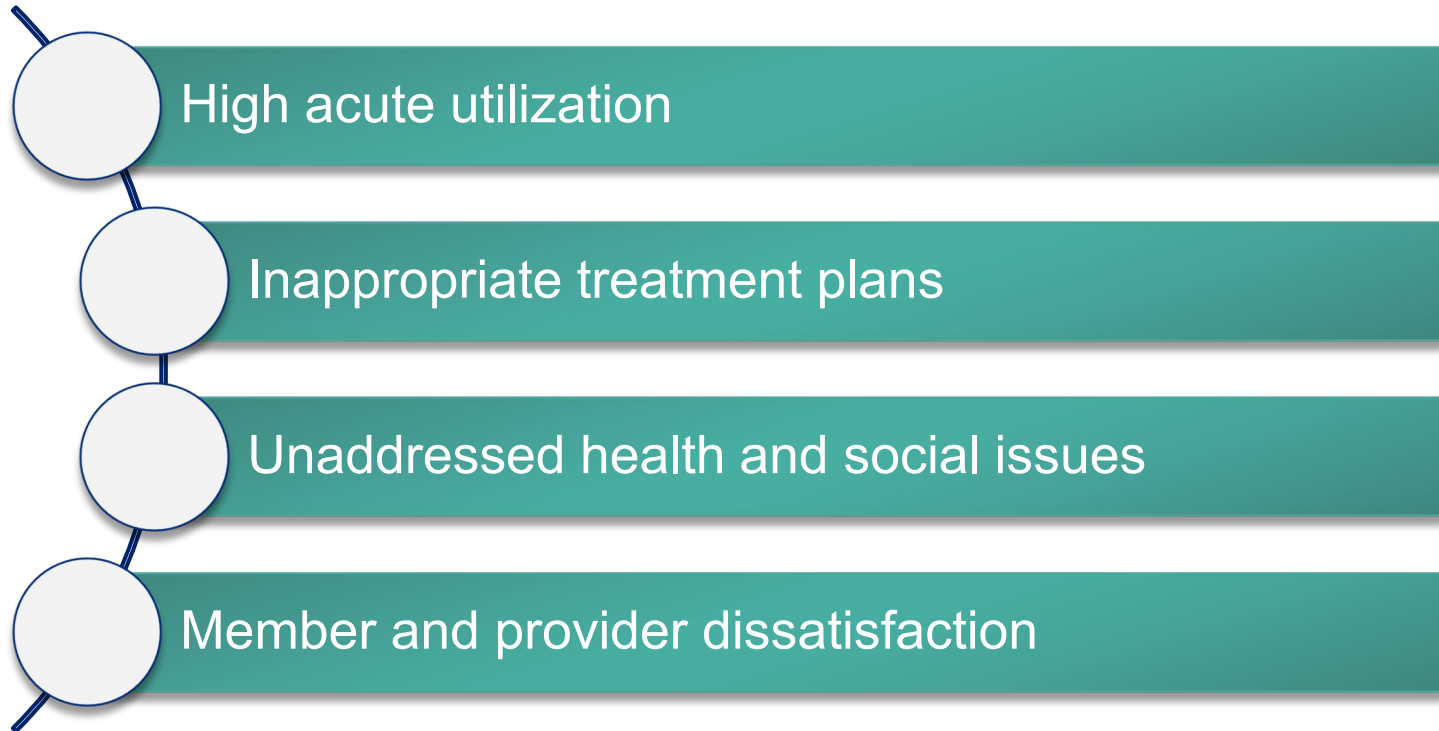 High acute utilization
Inappropriate treatment plans
Unaddressed health and social issues
Member and provider dissatisfaction